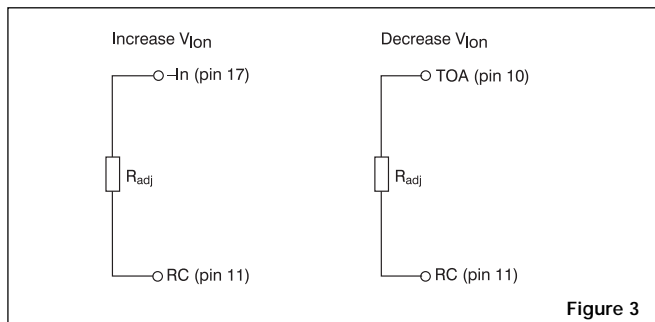 Increase VIon
Decrease VIon
–In (pin 17)
TOA (pin 10)
Radj
Radj
RC (pin 11)
RC (pin 11)
Figure 3